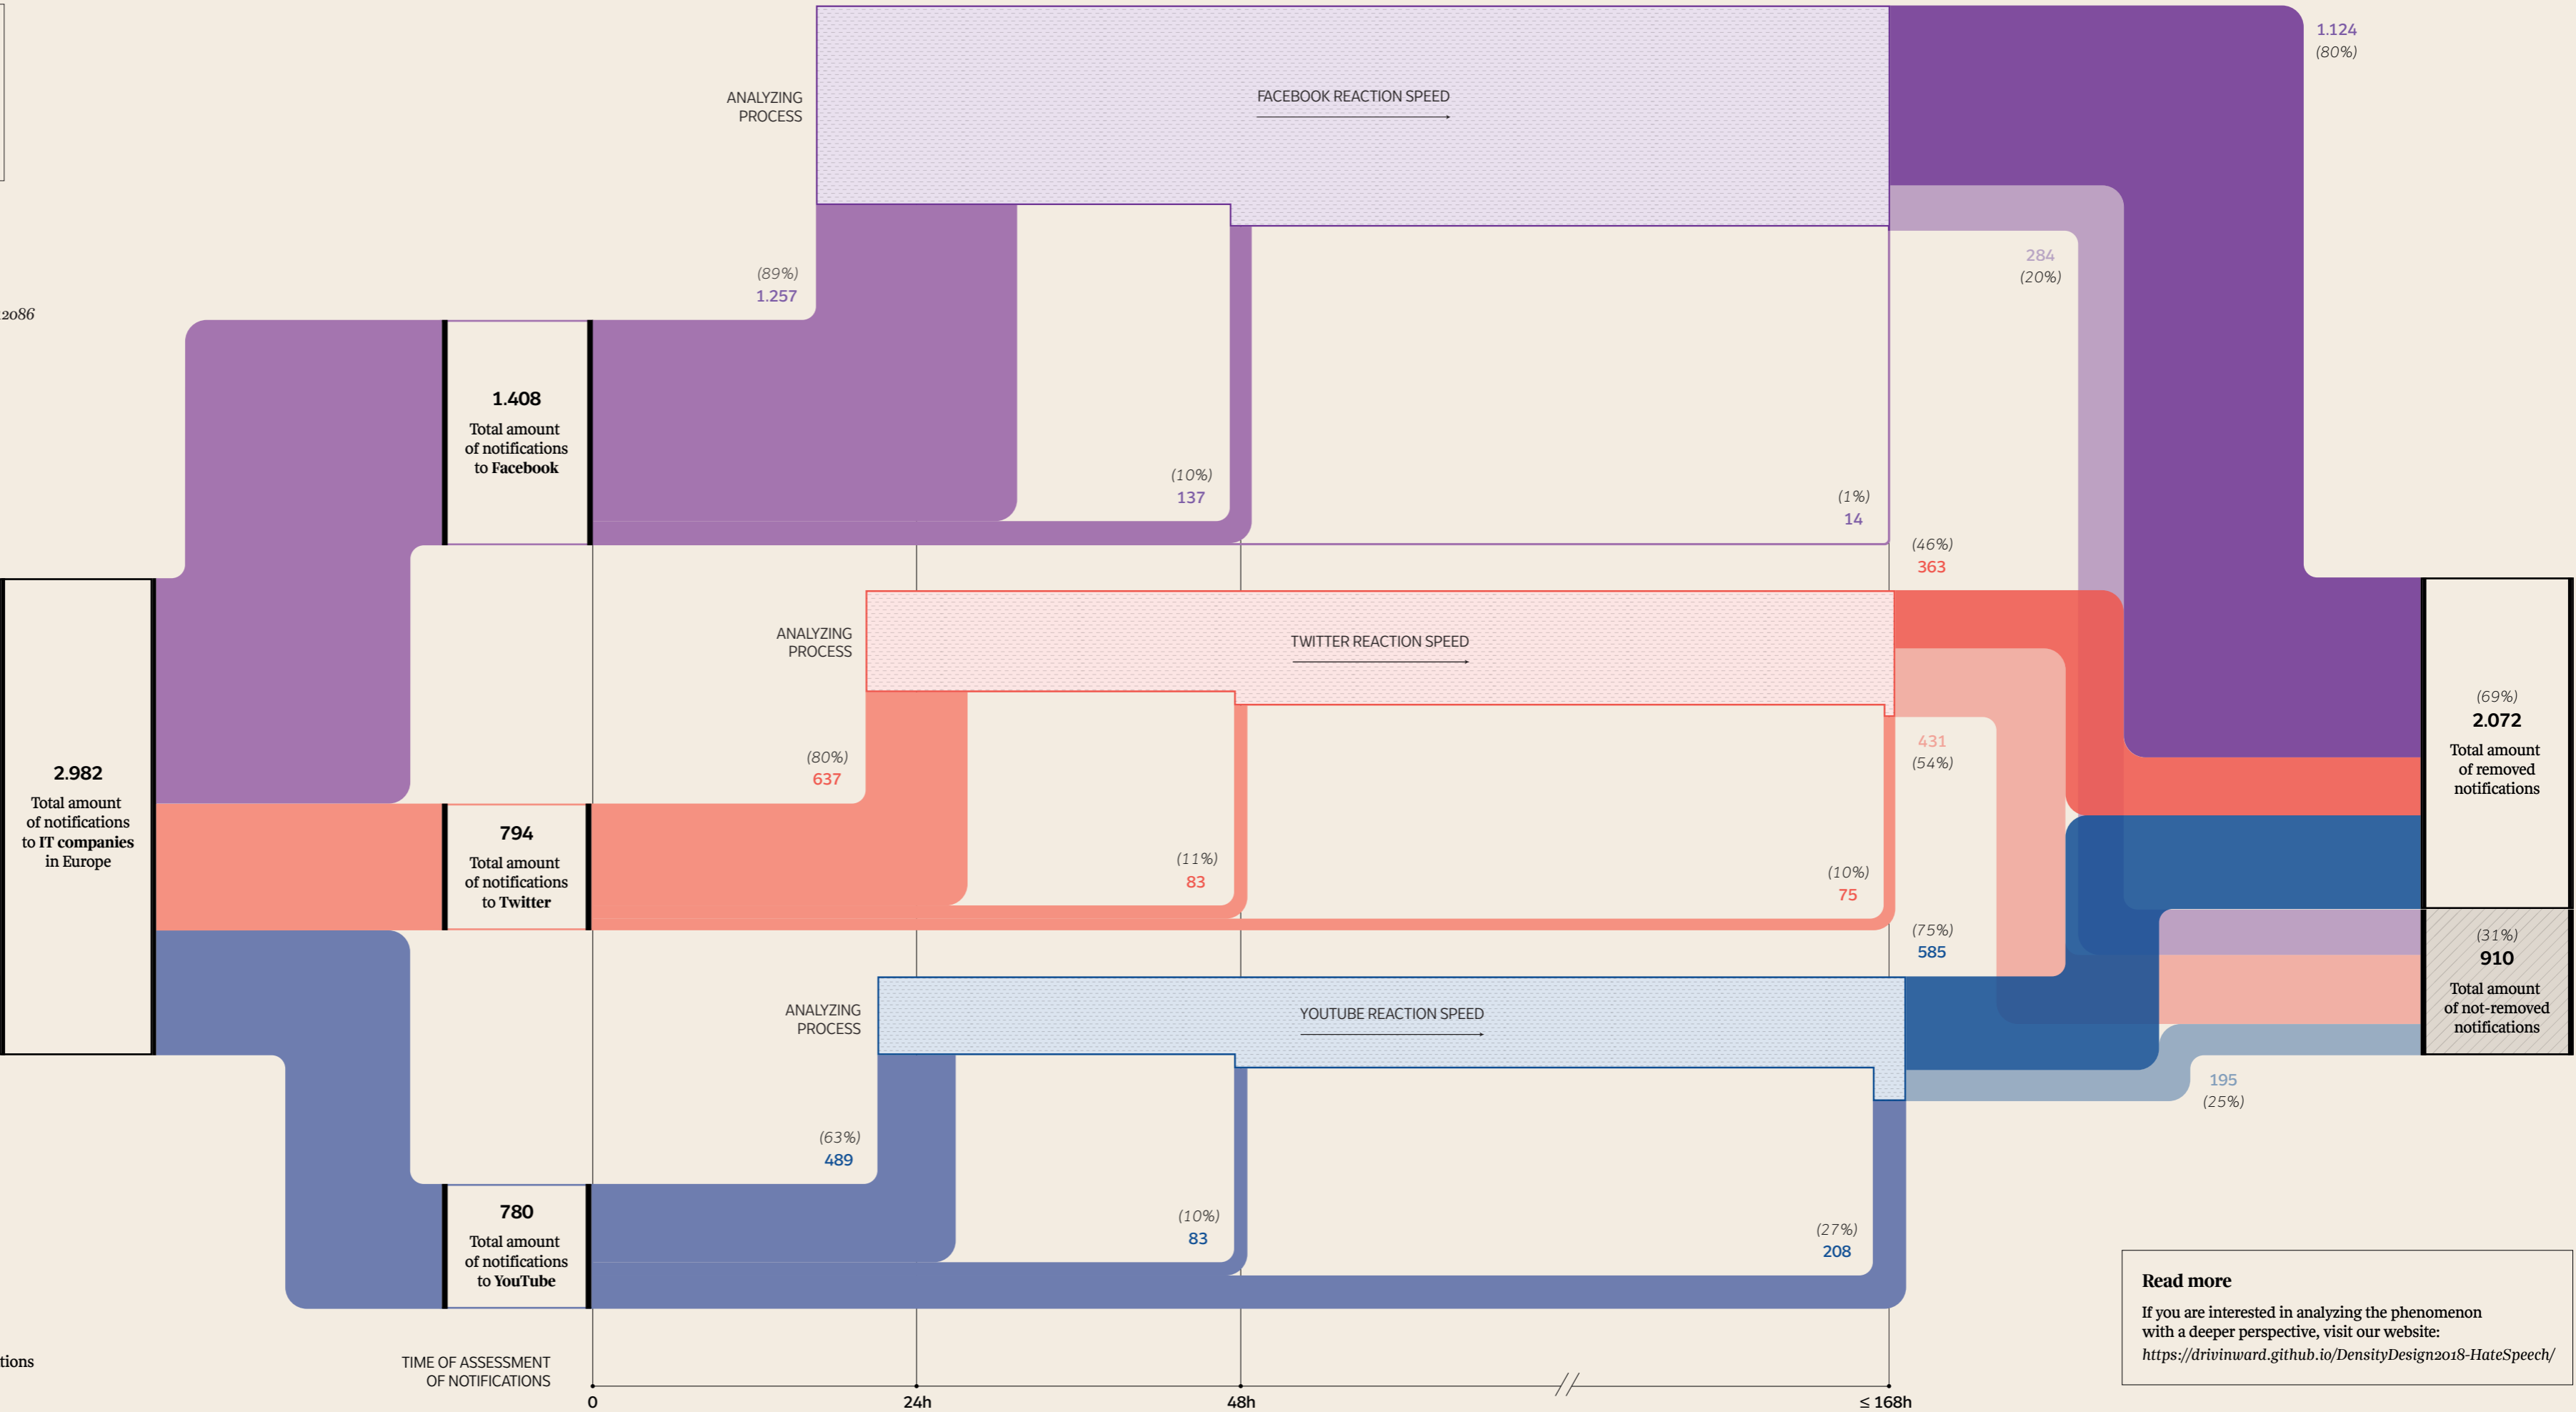 2086
tions
2.982
Total amount
of notifications
to IT companies
in Europe
1.408
Total amount
of notifications
to Facebook
794
Total amount
of notifications
to Twitter
780
Total amount
of notifications
to YouTube
ANALYZING
PROCESS
FACEBOOK REACTION SPEED
(89%)
1.257
(10%)
137
(1%)
14
1.124
(80%)
284
(20%)
ANALYZING
PROCESS
TWITTER REACTION SPEED
(80%)
637
(11%)
83
(10%)
75
(46%)
363
431
(54%)
ANALYZING
PROCESS
YOUTUBE REACTION SPEED
(63%)
489
(10%)
83
(27%)
208
(75%)
585
195
(25%)
(69%)
2.072
Total amount
of removed
notifications
(31%)
910
Total amount
of not-removed
notifications
TIME OF ASSESSMENT
OF NOTIFICATIONS
0
24h
48h
≤ 168h
Read more
If you are interested in analyzing the phenomenon
with a deeper perspective, visit our website:
https://drivinward.github.io/DensityDesign2018-HateSpeech/